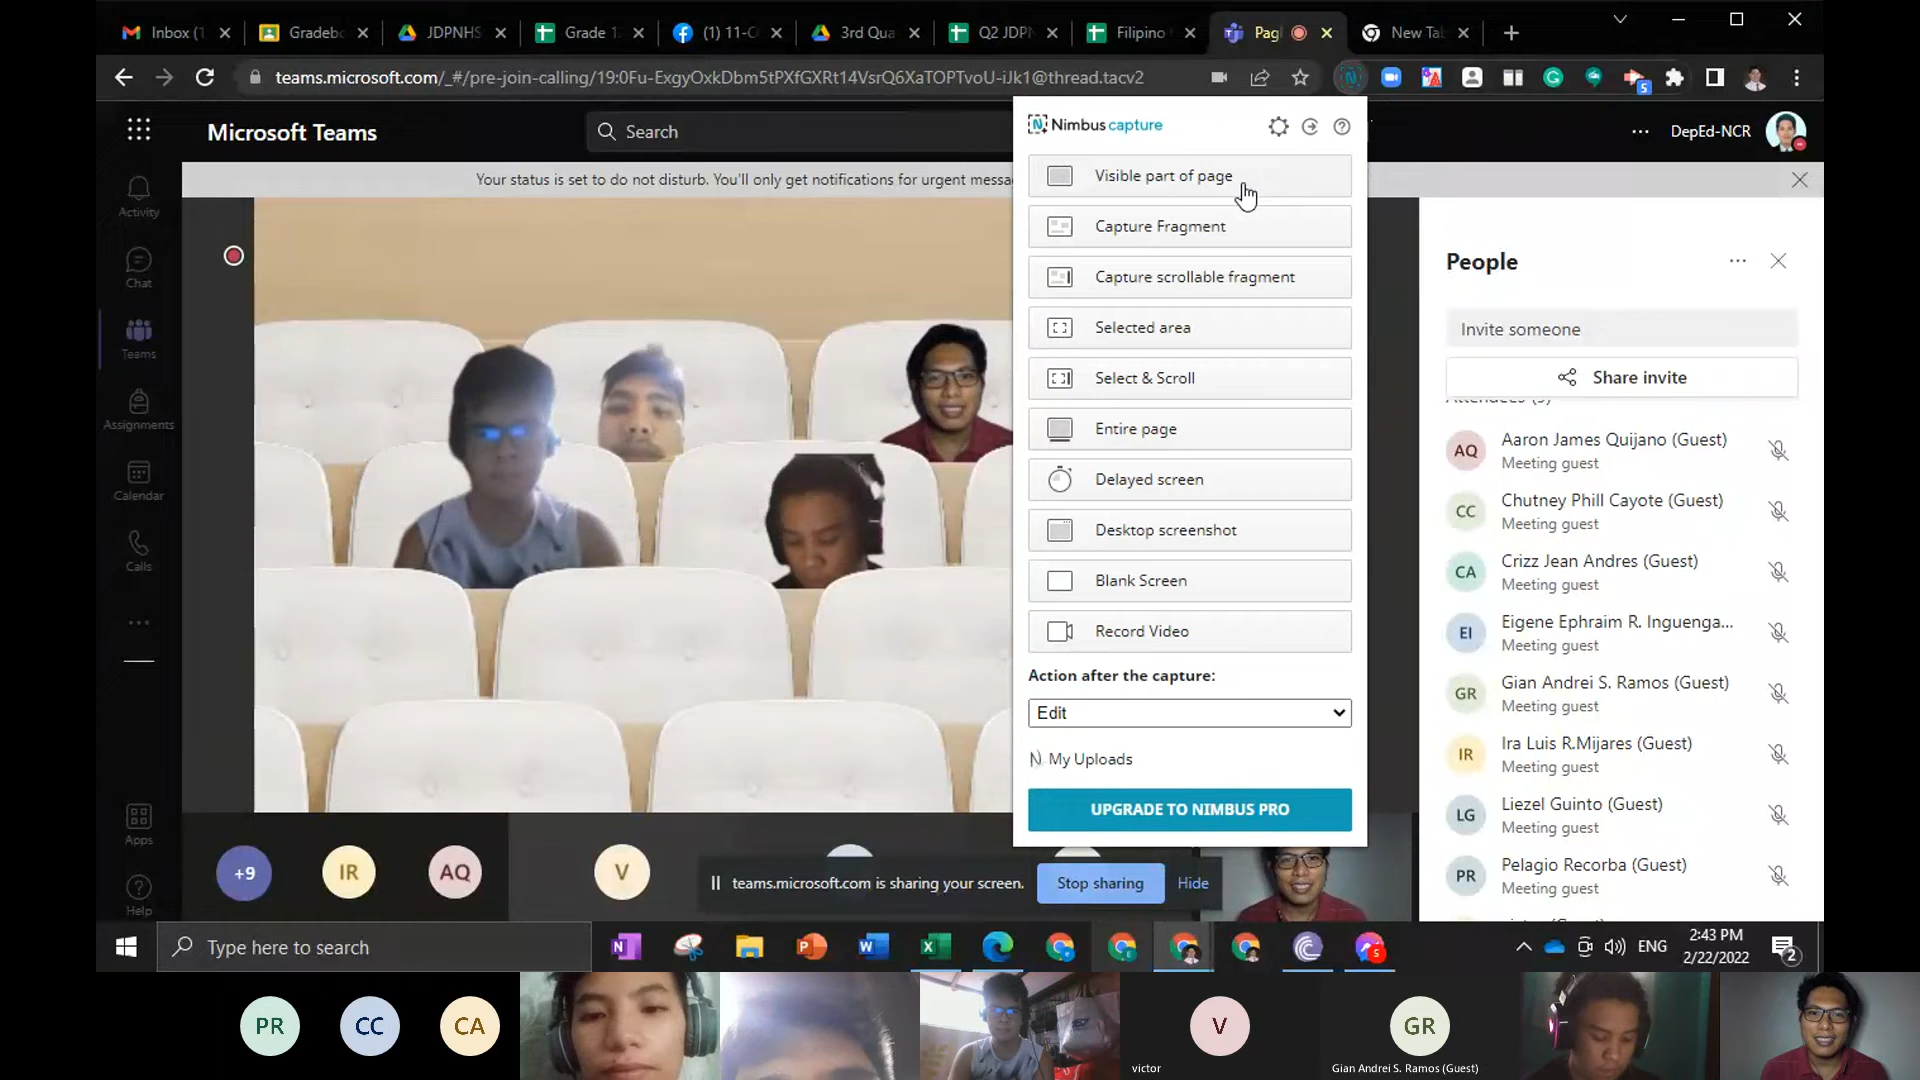 Inbox (1
Gradebo
JDPNHS
Grade 1
(1) 11-C
3rd Qua
Q2 JDPN
Filipino
Pagl
New Tab
teams.microsoft.com/_#/pre-join-calling/19:0Fu-ExgyOxkDbm5tPXfGXRt14VsrQ6XaTOPTvoU-iJk1@thread.tacv2
5
Microsoft Teams
Search
DepEd-NCR
Your status is set to do not disturb. You'll only get notifications for urgent messa
Activity
Chat
Teams
Assignments
Calendar
Calls
Apps
Help
Nimbus capture
Visible part of page
Capture Fragment
Capture scrollable fragment
Selected area
Select & Scroll
Entire page
Delayed screen
Desktop screenshot
Blank Screen
Record Video
Action after the capture:
Edit
My Uploads
UPGRADE TO NIMBUS PRO
People
Invite someone
Share invite
AQ
Aaron James Quijano (Guest)
Meeting guest
CC
Chutney Phill Cayote (Guest)
Meeting guest
CA
Crizz Jean Andres (Guest)
Meeting guest
EI
Eigene Ephraim R. Inguenga...
Meeting guest
GR
Gian Andrei S. Ramos (Guest)
Meeting guest
IR
Ira Luis R.Mijares (Guest)
Meeting guest
LG
Liezel Guinto (Guest)
Meeting guest
PR
Pelagio Recorba (Guest)
Meeting guest
+9
IR
AQ
V
teams.microsoft.com is sharing your screen.
Stop sharing
Hide
Type here to search
ENG
2:43 PM
2/22/2022
2
PR
CC
CA
V
victor
GR
Gian Andrei S. Ramos (Guest)